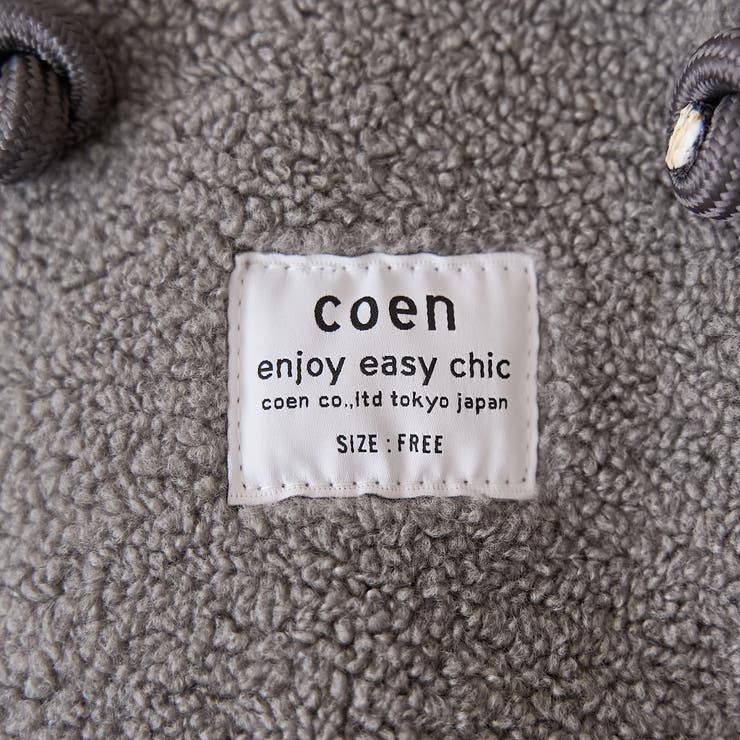 coen
enjoy easy chic
coen co.,ltd tokyo japan
SIZE : FREE